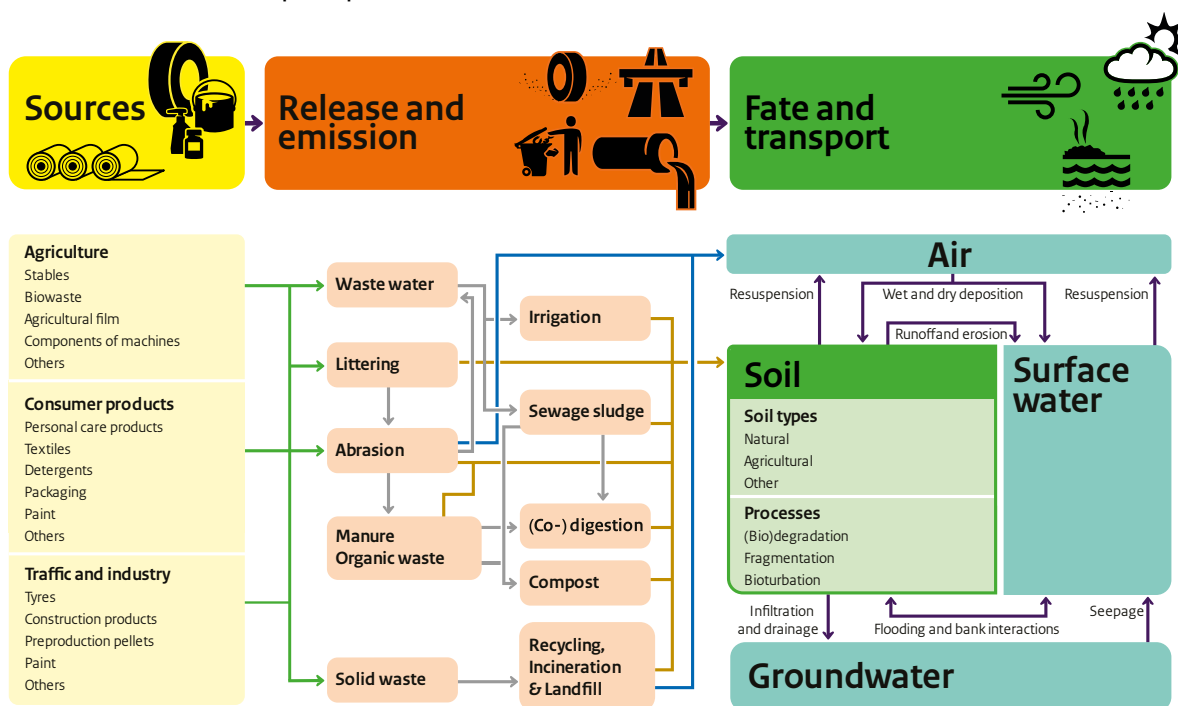 Sources
Release and
emission
Fate and
transport
Agriculture
Stables
Biowaste
Agricultural film
Components of machines
Others
Consumer products
Personal care products
Textiles
Detergents
Packaging
Paint
Others
Traffic and industry
Tyres
Construction products
Preproduction pellets
Paint
Others
Waste water
Littering
Abrasion
Manure
Organic waste
Solid waste
Irrigation
Sewage sludge
(Co-) digestion
Compost
Recycling,
Incineration
& Landfill
Air
Resuspension
Wet and dry deposition
Resuspension
Runoffand erosion
Soil
Soil types
Natural
Agricultural
Other
Processes
(Bio)degradation
Fragmentation
Bioturbation
Surface
water
Infiltration
and drainage
Flooding and bank interactions
Seepage
Groundwater